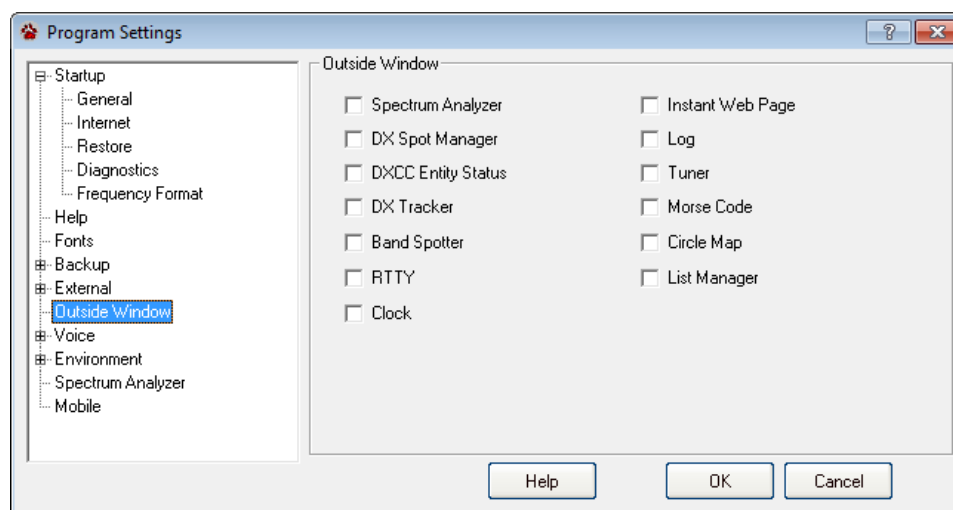 Program Settings
Startup
General
Internet
Restore
Diagnostics
Frequency Format
Help
Fonts
Backup
External
Outside Window
Voice
Environment
Spectrum Analyzer
Mobile
Outside Window
Spectrum Analyzer
DX Spot Manager
DXCC Entity Status
DX Tracker
Band Spotter
RTTY
Clock
Instant Web Page
Log
Tuner
Morse Code
Circle Map
List Manager
Help
OK
Cancel